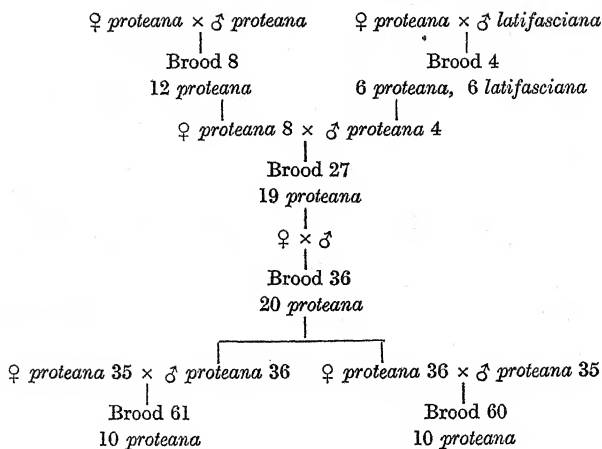 ♀ proteana × ♂ proteana ♀ proteana × ♂ latifasciana
Brood 8 Brood 4
12 proteana 6 proteana, 6 latifasciana
♀ proteana 8 × ♂ proteana 4
Brood 27
19 proteana
♀ × ♂
Brood 36
20 proteana
♀ proteana 35 × ♂ proteana 36 ♀ proteana 36 × ♂ proteana 35
Brood 61 Brood 60
10 proteana 10 proteana